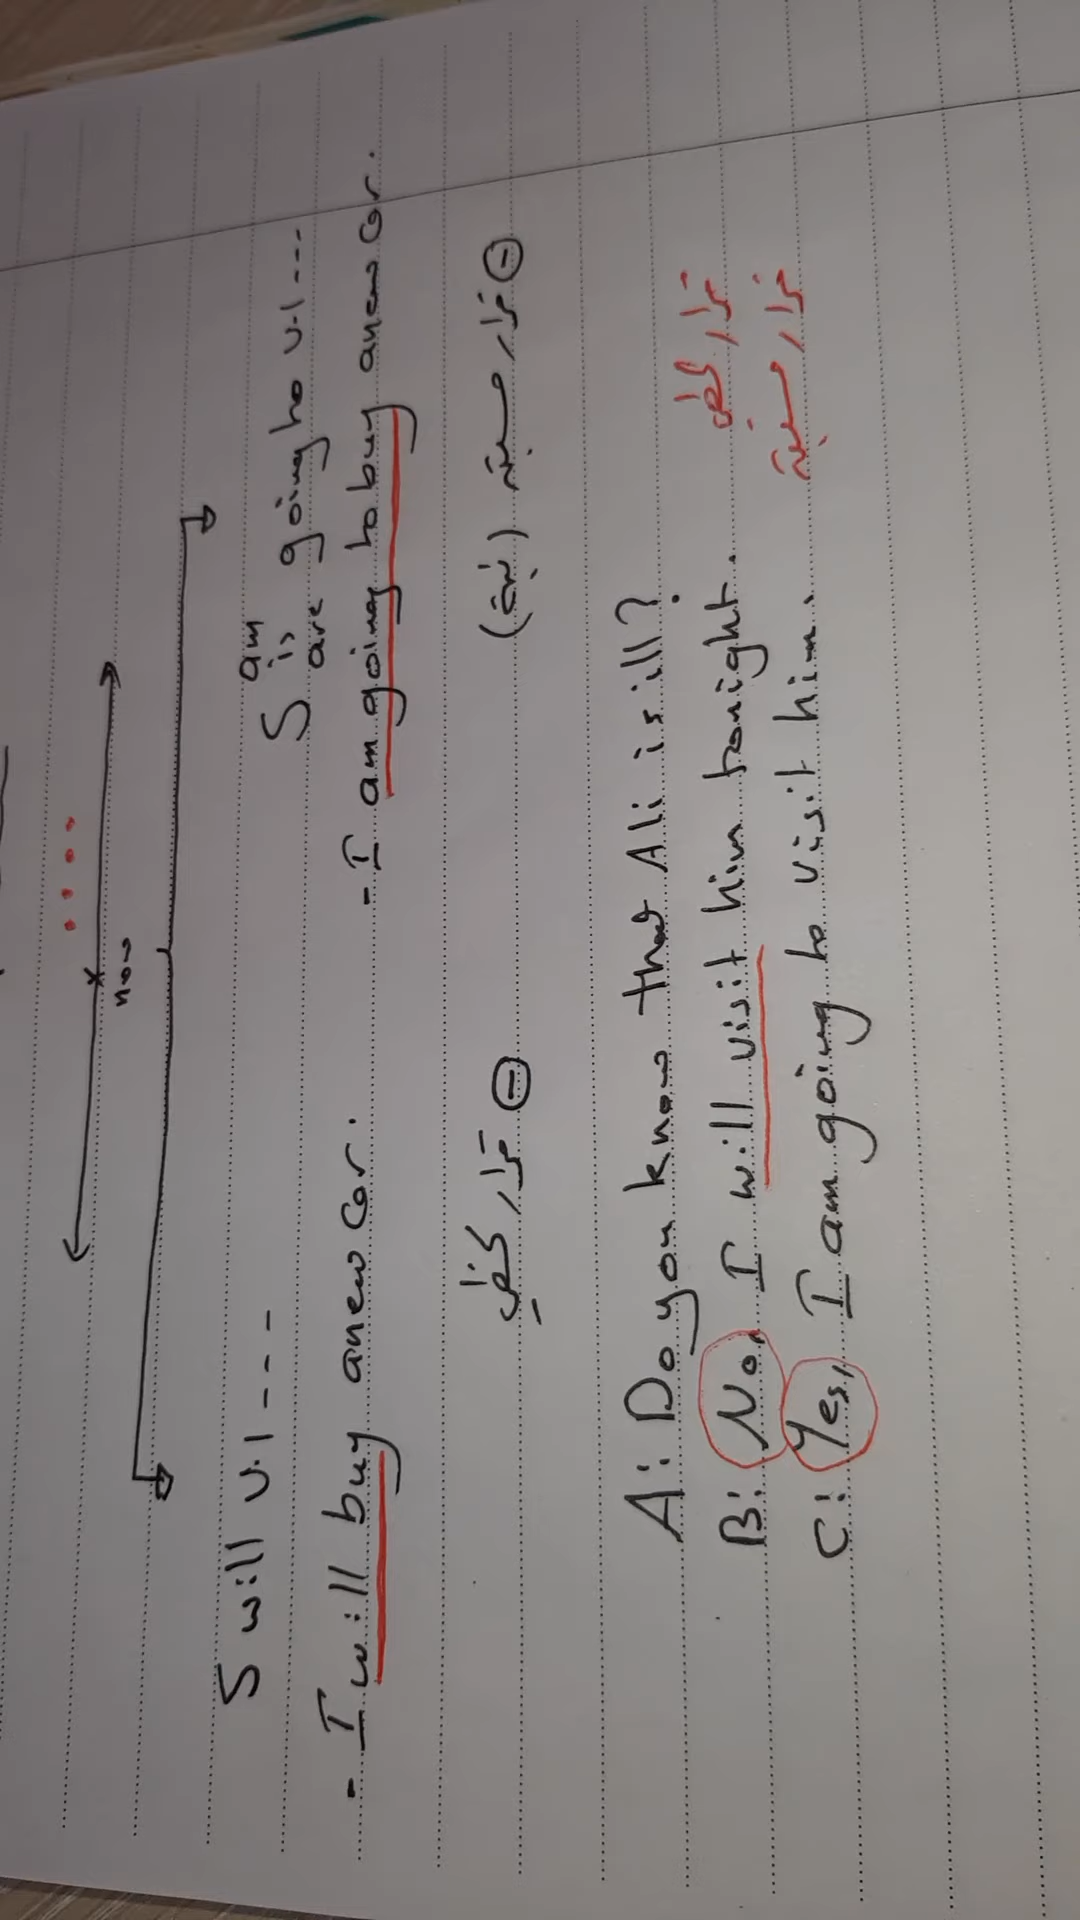 now
S will v.1 ---
am
S is going to v.1 ---
are
- I will buy a new car.
- I am going to buy a new car.
قرار لحظي
قرار مسبق (نية)
A: Do you know that Ali is ill?
B: No, I will visit him tonight. قرار لحظي
C: Yes, I am going to visit him. قرار مسبق